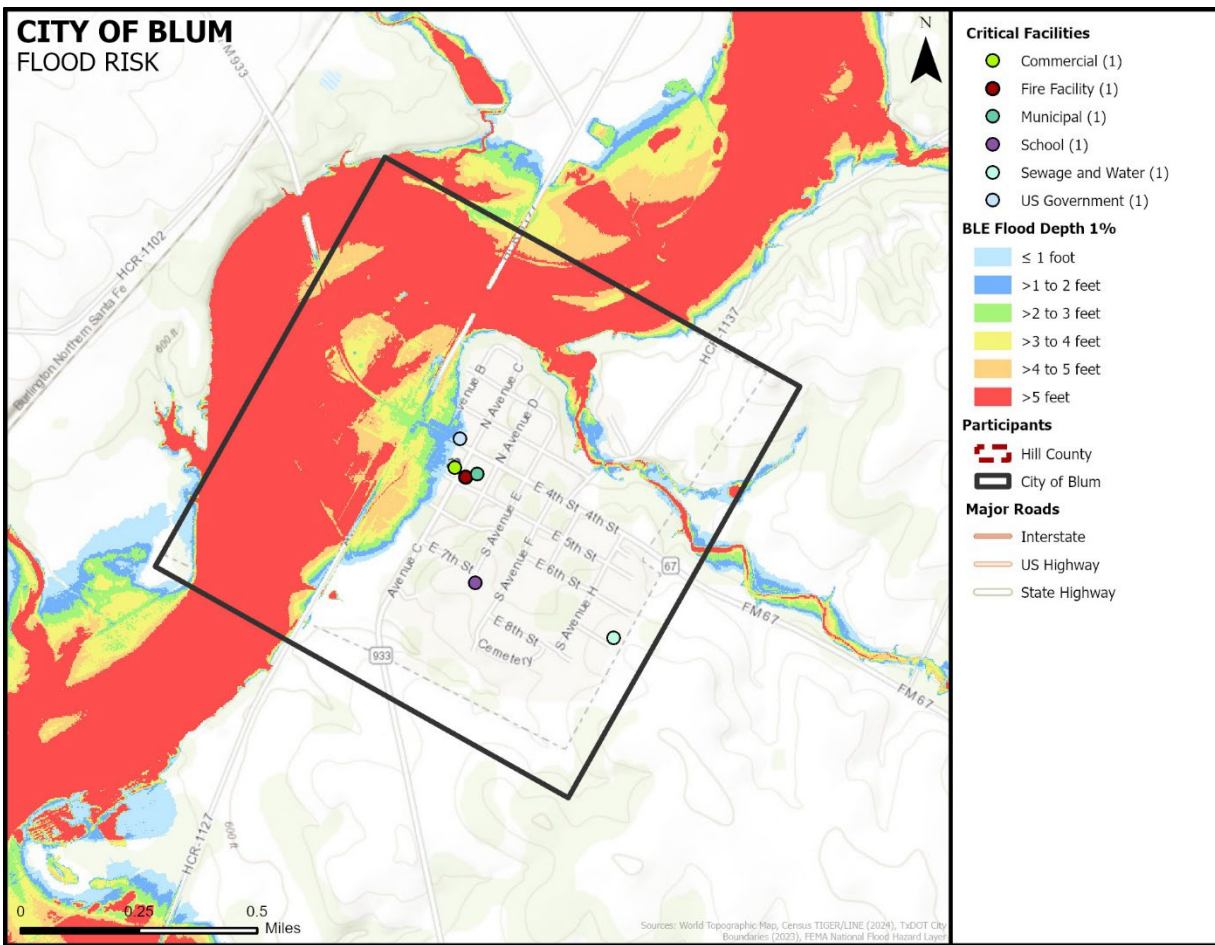 CITY OF BLUM
FLOOD RISK
N
FM 933
HCR-1102
Burlington Northern Santa Fe
600 ft
HCR-1137
Avenue B
N Avenue C
N Avenue D
E 4th St
4th St
S Avenue E
E 5th St
E 7th St
S Avenue F
E 6th St
67
Avenue C
S Avenue H
E 8th St
Cemetery
FM 67
933
FM 67
HCR-1127
600 ft
0 0.25 0.5
Miles
Sources: World Topographic Map, Census TIGER/LINE (2024), TxDOT City
Boundaries (2023), FEMA National Flood Hazard Layer
Critical Facilities
Commercial (1)
Fire Facility (1)
Municipal (1)
School (1)
Sewage and Water (1)
US Government (1)
BLE Flood Depth 1%
≤ 1 foot
>1 to 2 feet
>2 to 3 feet
>3 to 4 feet
>4 to 5 feet
>5 feet
Participants
Hill County
City of Blum
Major Roads
Interstate
US Highway
State Highway